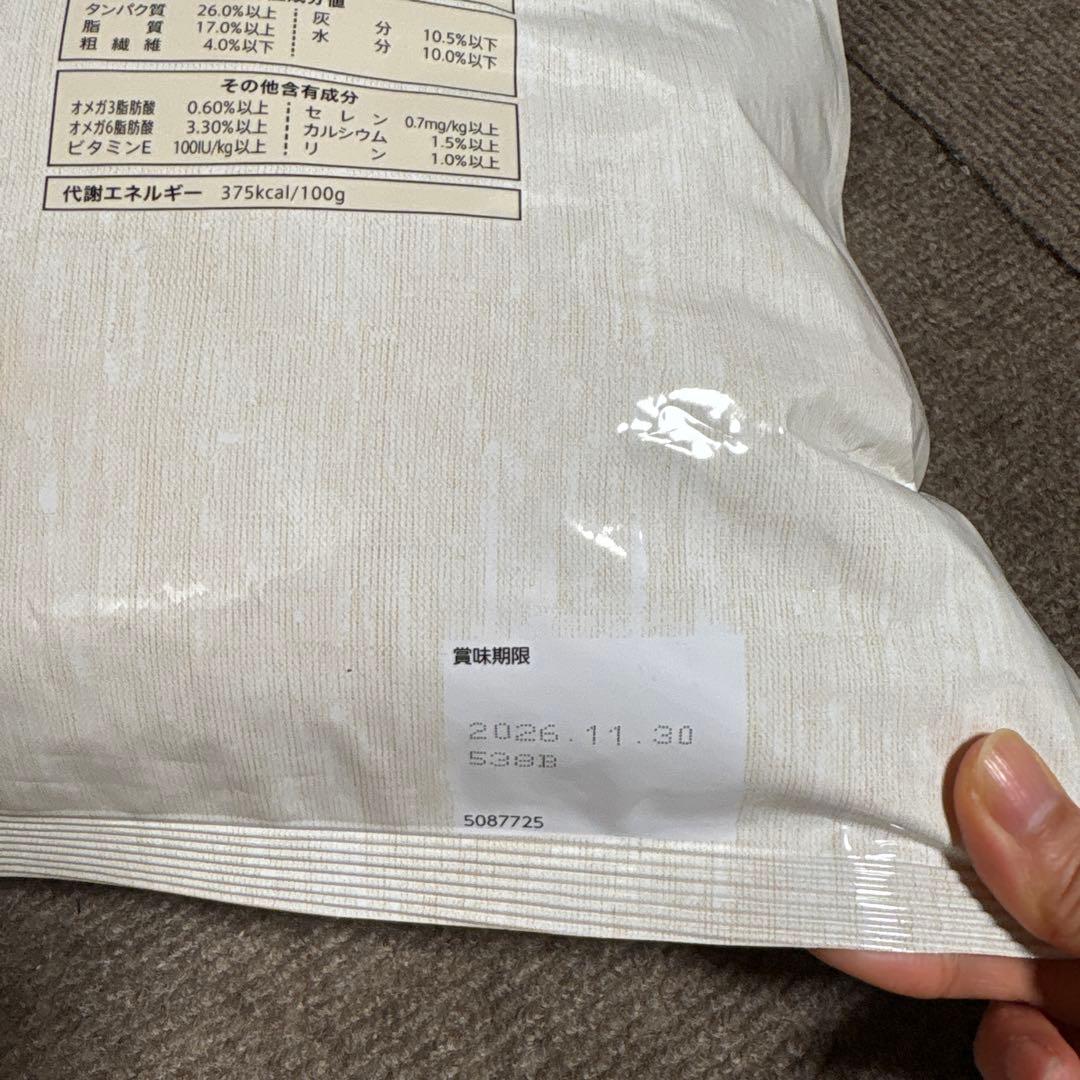 タンパク質 26.0%以上 灰分 10.5%以下
脂質 17.0%以上 水分 10.0%以下
粗繊維 4.0%以下
その他含有成分
オメガ3脂肪酸 0.60%以上 セレン 0.7mg/kg以上
オメガ6脂肪酸 3.30%以上 カルシウム 1.5%以上
ビタミンE 100IU/kg以上 リン 1.0%以上
代謝エネルギー 375kcal/100g
賞味期限
2026.11.30
538B
5087725